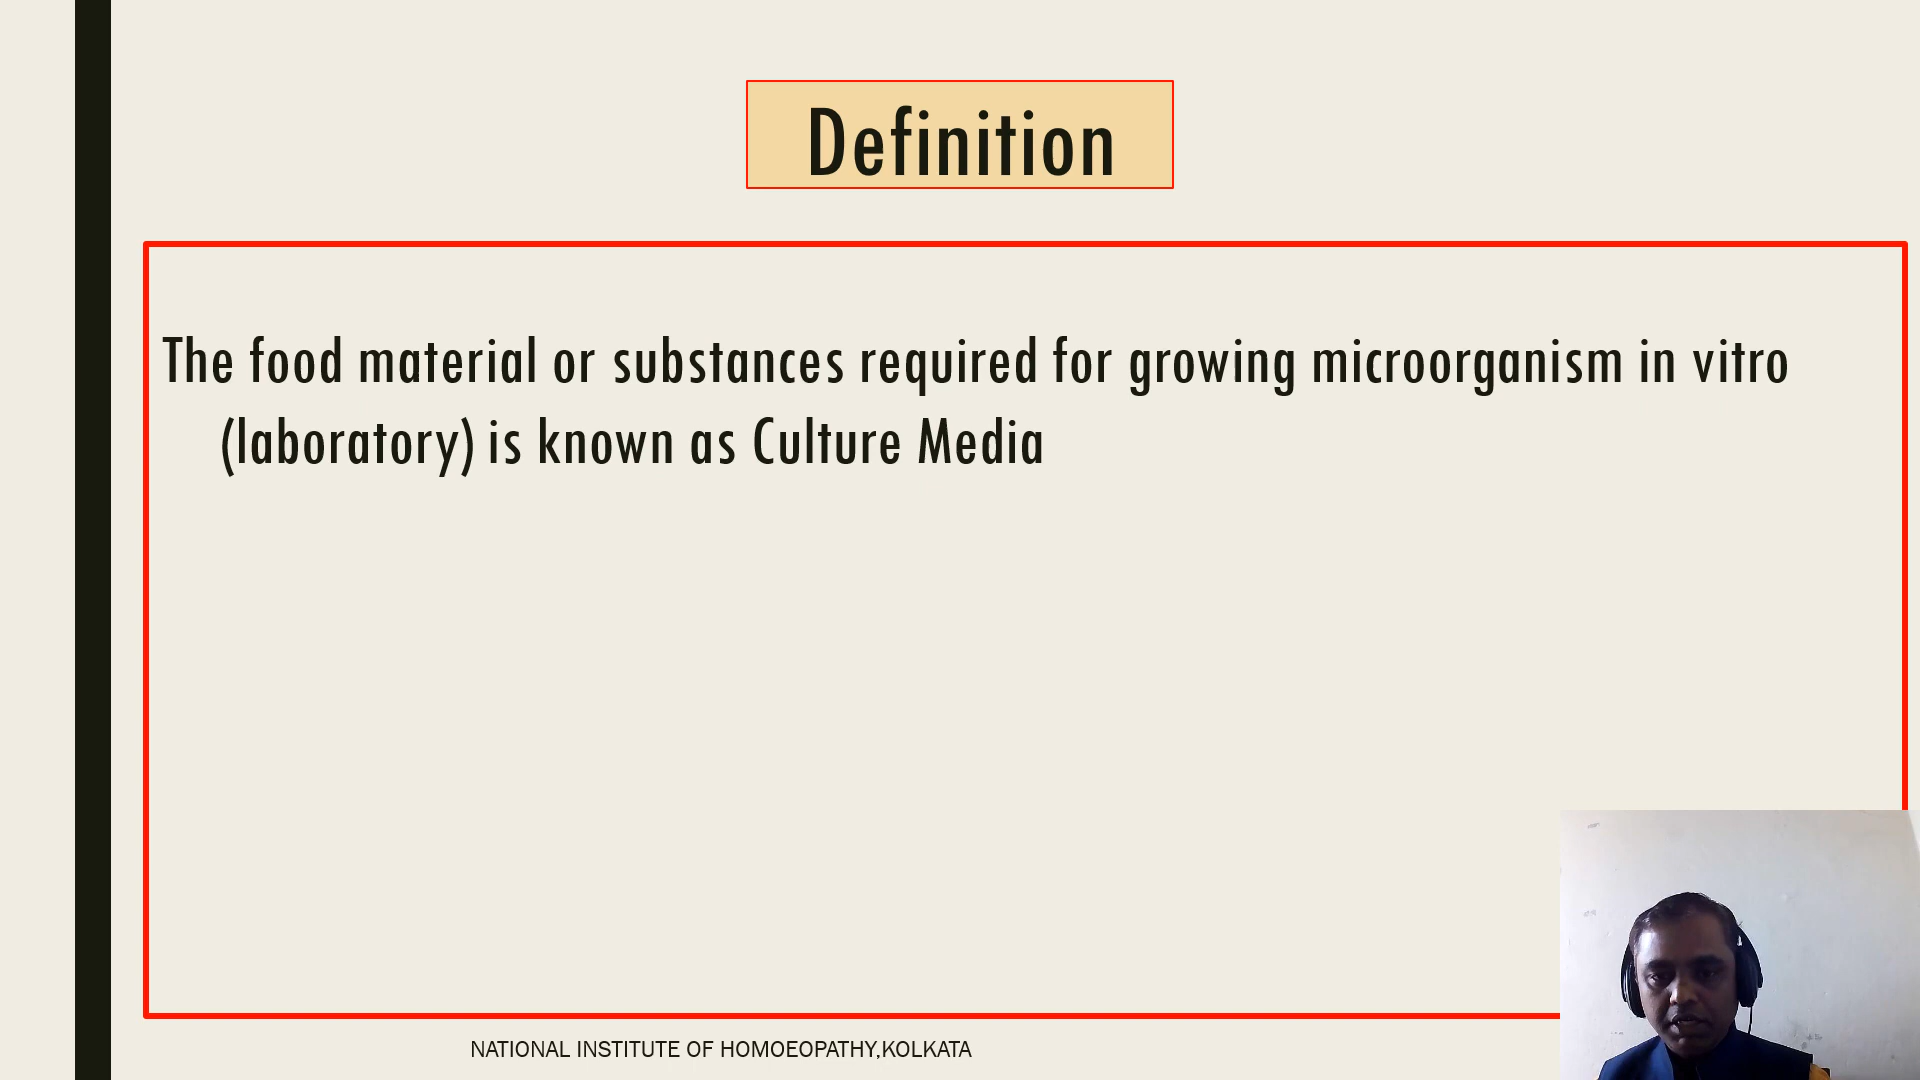 Definition
The food material or substances required for growing microorganism in vitro
(laboratory) is known as Culture Media
NATIONAL INSTITUTE OF HOMOEOPATHY,KOLKATA